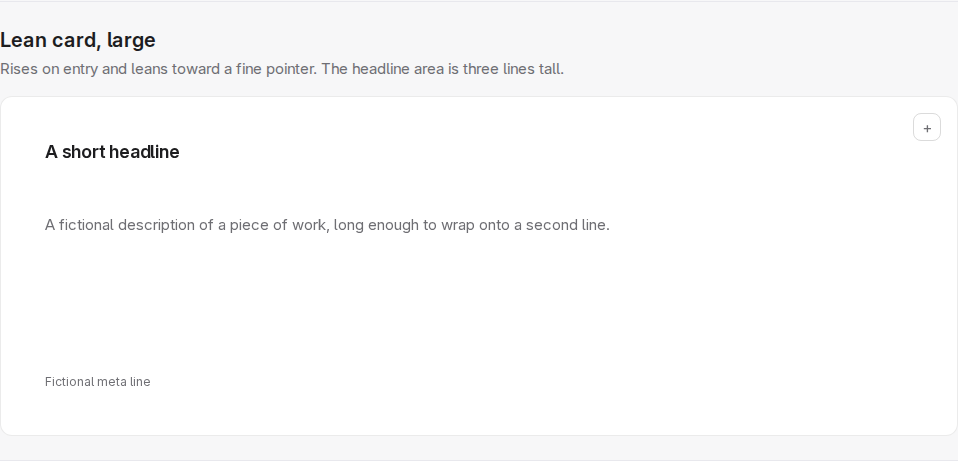 Lean card, large
Rises on entry and leans toward a fine pointer. The headline area is three lines tall.
+
A short headline
A fictional description of a piece of work, long enough to wrap onto a second line.
Fictional meta line